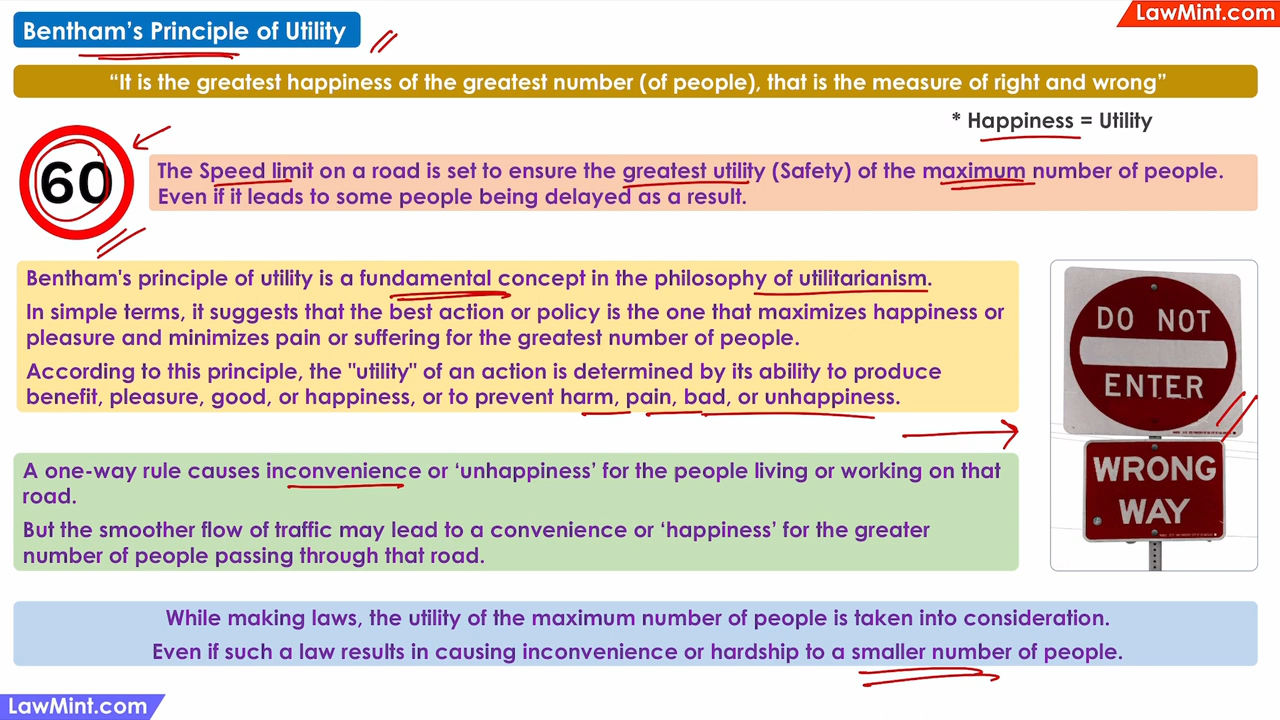 LawMint.com
Bentham's Principle of Utility
“It is the greatest happiness of the greatest number (of people), that is the measure of right and wrong”
* Happiness = Utility
60
The Speed limit on a road is set to ensure the greatest utility (Safety) of the maximum number of people.
Even if it leads to some people being delayed as a result.
Bentham's principle of utility is a fundamental concept in the philosophy of utilitarianism.
In simple terms, it suggests that the best action or policy is the one that maximizes happiness or
pleasure and minimizes pain or suffering for the greatest number of people.
According to this principle, the "utility" of an action is determined by its ability to produce
benefit, pleasure, good, or happiness, or to prevent harm, pain, bad, or unhappiness.
DO NOT
ENTER
WRONG
WAY
A one-way rule causes inconvenience or ‘unhappiness’ for the people living or working on that
road.
But the smoother flow of traffic may lead to a convenience or ‘happiness’ for the greater
number of people passing through that road.
While making laws, the utility of the maximum number of people is taken into consideration.
Even if such a law results in causing inconvenience or hardship to a smaller number of people.
LawMint.com